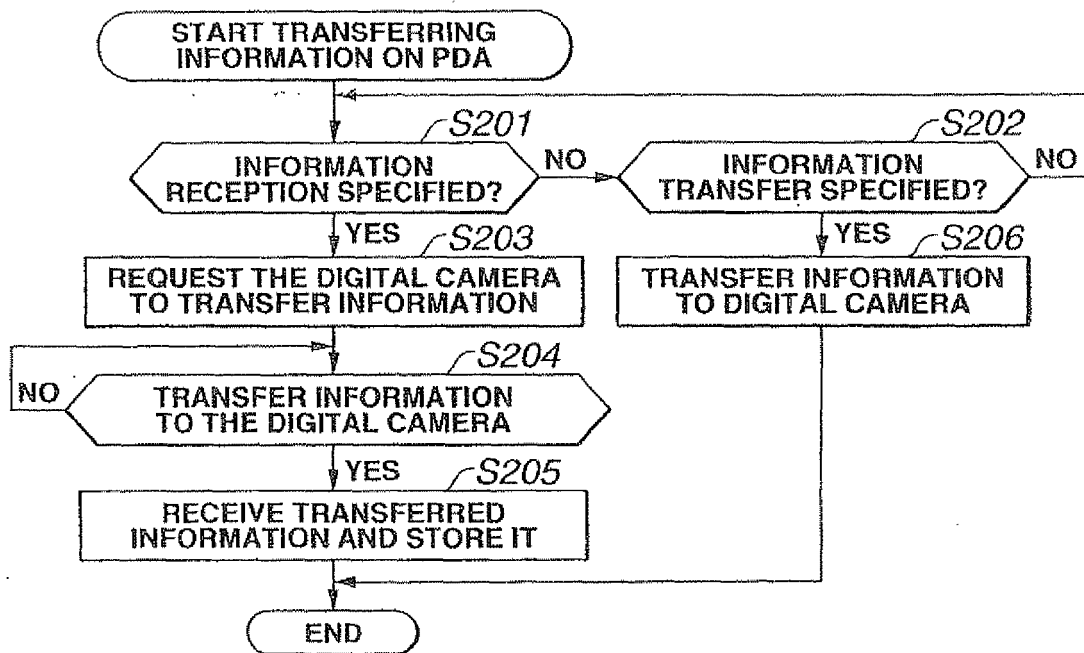 START TRANSFERRING
INFORMATION ON PDA
S201
INFORMATION
RECEPTION SPECIFIED?
NO
S202
INFORMATION
TRANSFER SPECIFIED?
NO
YES
S203
REQUEST THE DIGITAL CAMERA
TO TRANSFER INFORMATION
YES
S206
TRANSFER INFORMATION
TO DIGITAL CAMERA
S204
NO
TRANSFER INFORMATION
TO THE DIGITAL CAMERA
YES
S205
RECEIVE TRANSFERRED
INFORMATION AND STORE IT
END